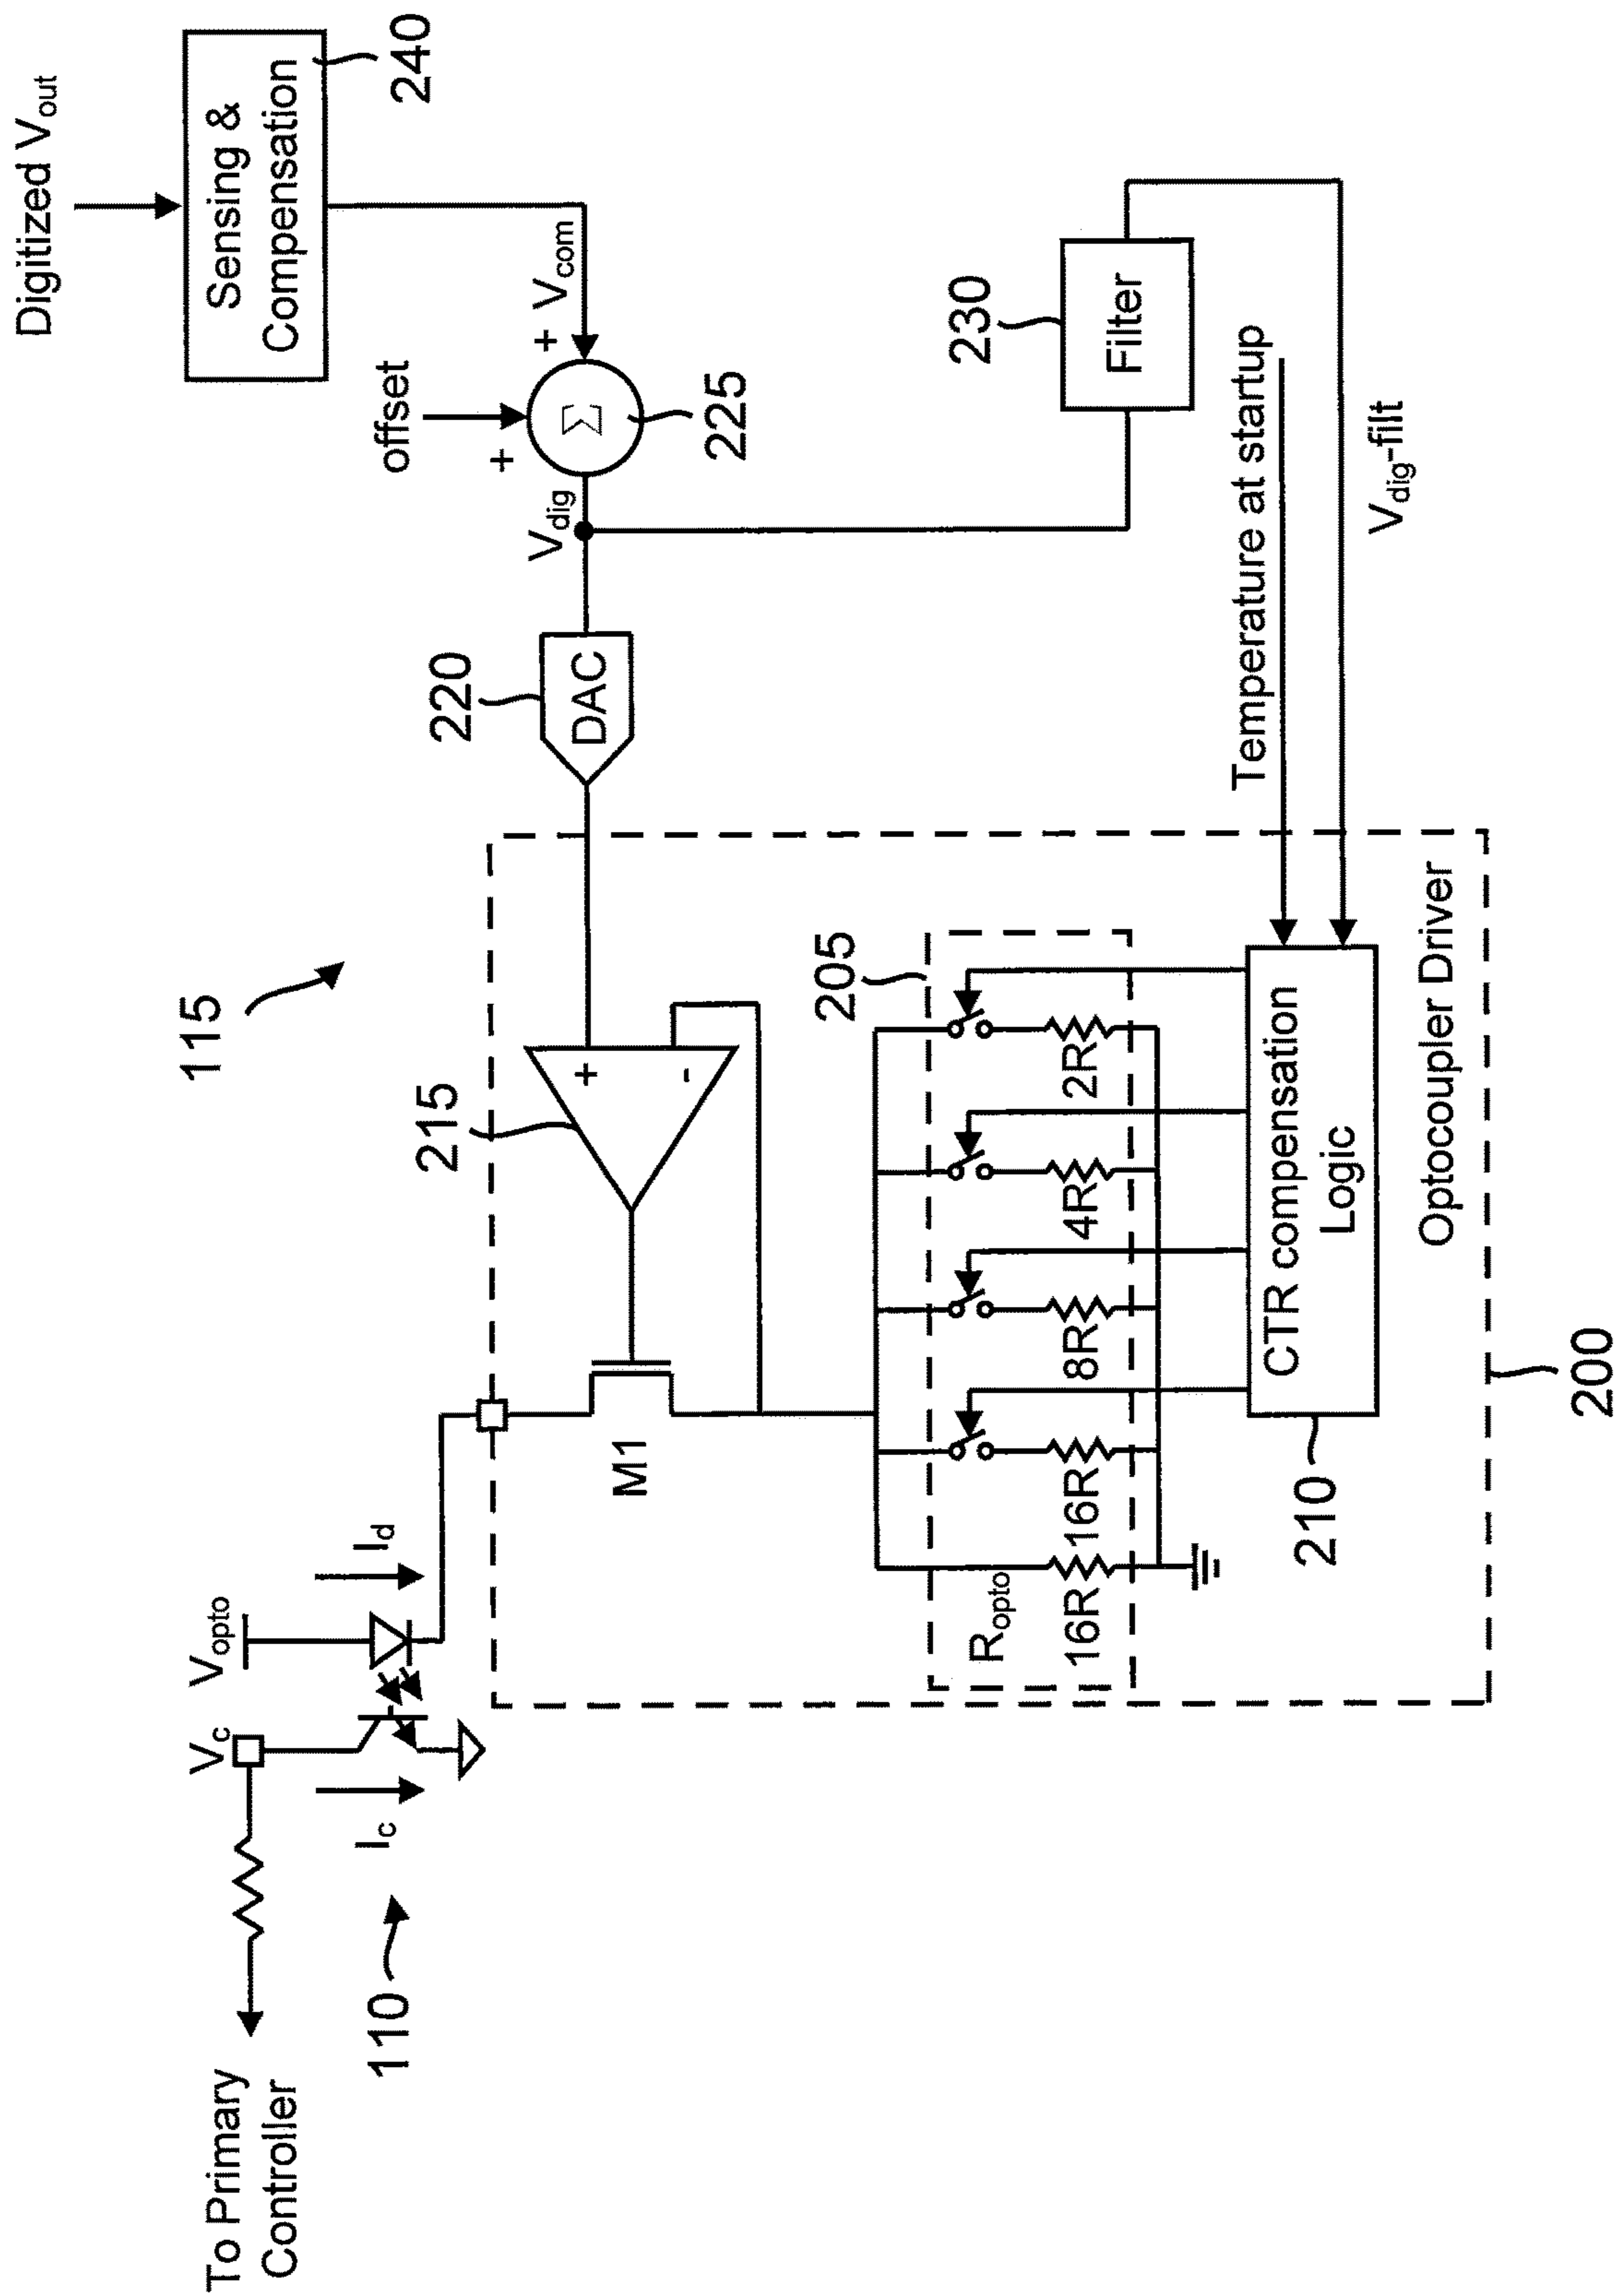 To Primary
Controller
V_c
V_opto
I_c
I_d
110
115
M1
215
+
-
220
DAC
V_dig
offset
+
+
V_com
Σ
225
Digitized V_out
Sensing &
Compensation
240
230
Filter
Temperature at startup
V_dig-filt
205
R_opto
16R
16R
8R
4R
2R
CTR compensation
Logic
210
Optocoupler Driver
200